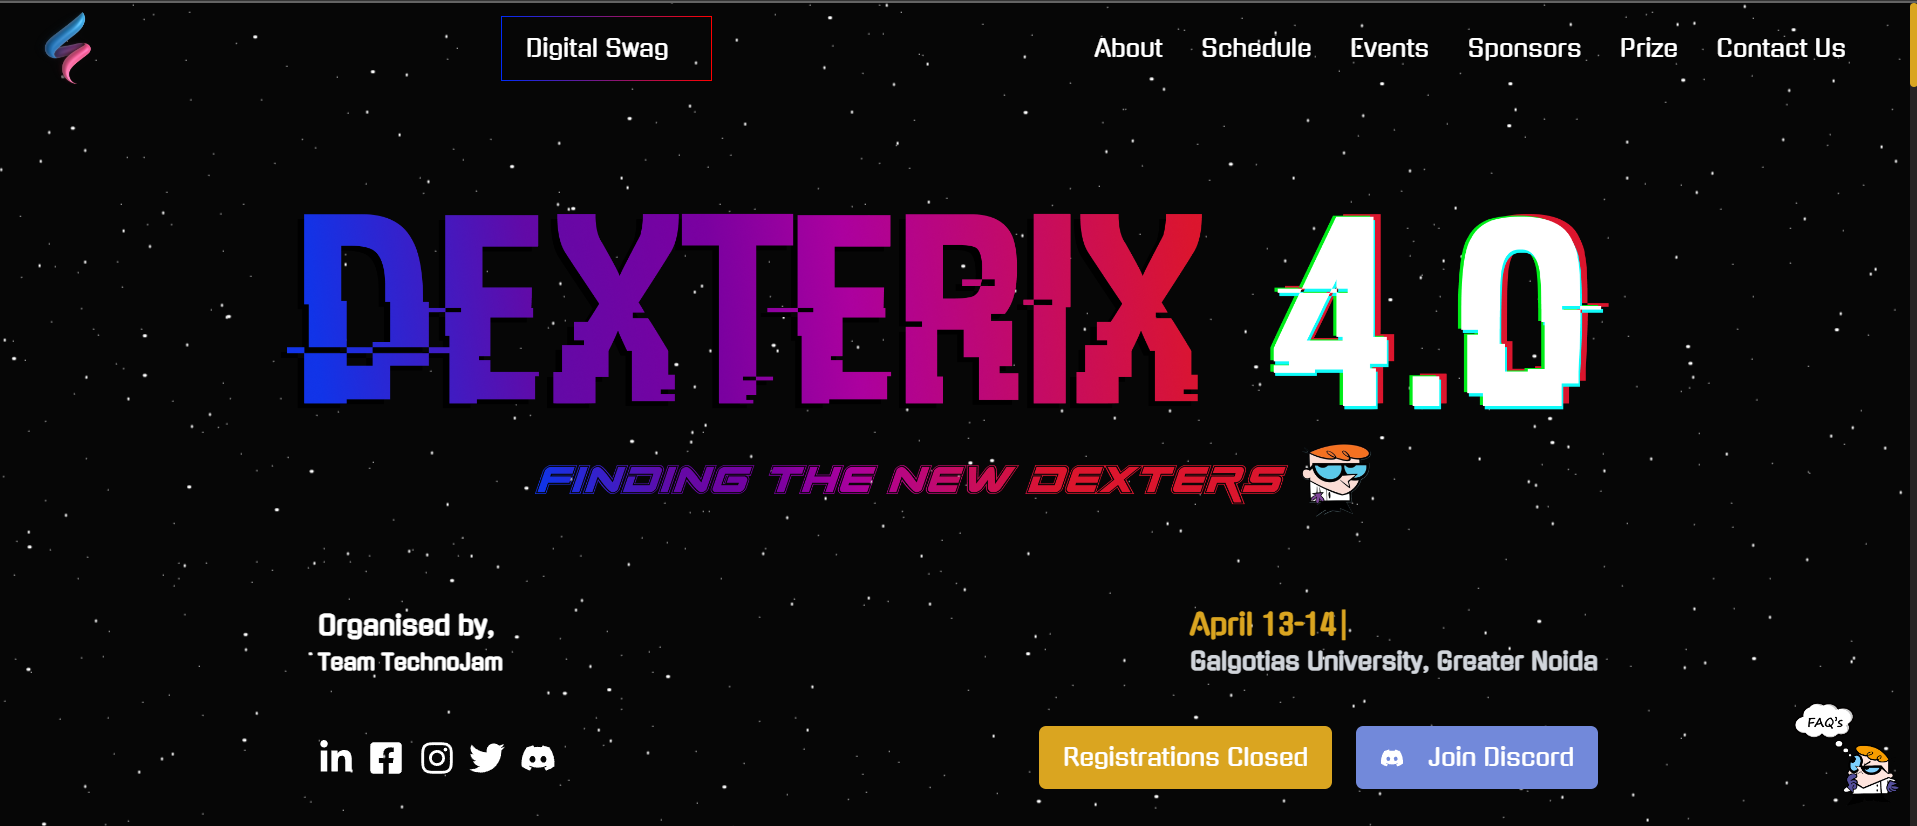 Digital Swag
About Schedule Events Sponsors Prize Contact Us
DEXTERIX 4.0
FINDING THE NEW DEXTERS
Organised by,
Team TechnoJam
April 13-14|
Galgotias University, Greater Noida
Registrations Closed
Join Discord
FAQ's